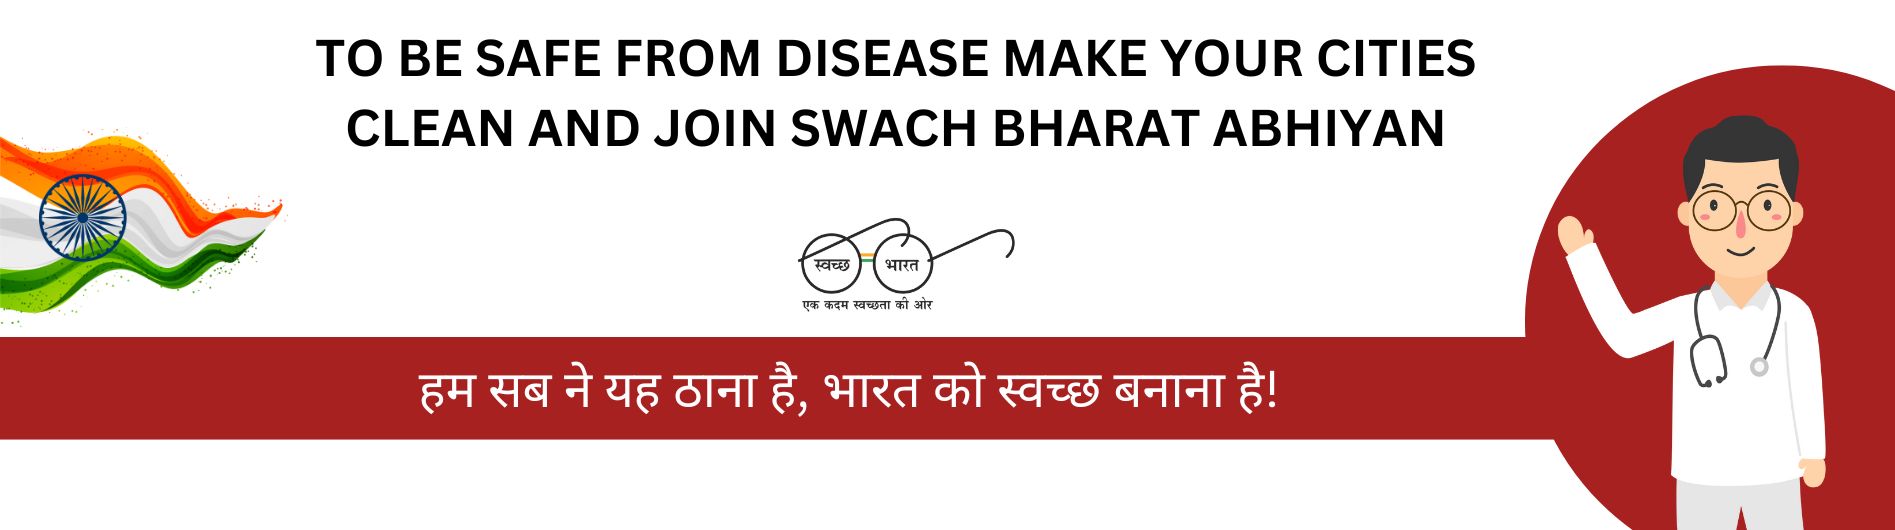 TO BE SAFE FROM DISEASE MAKE YOUR CITIES
CLEAN AND JOIN SWACH BHARAT ABHIYAN
स्वच्छ भारत
एक कदम स्वच्छता की ओर
हम सब ने यह ठाना है, भारत को स्वच्छ बनाना है!